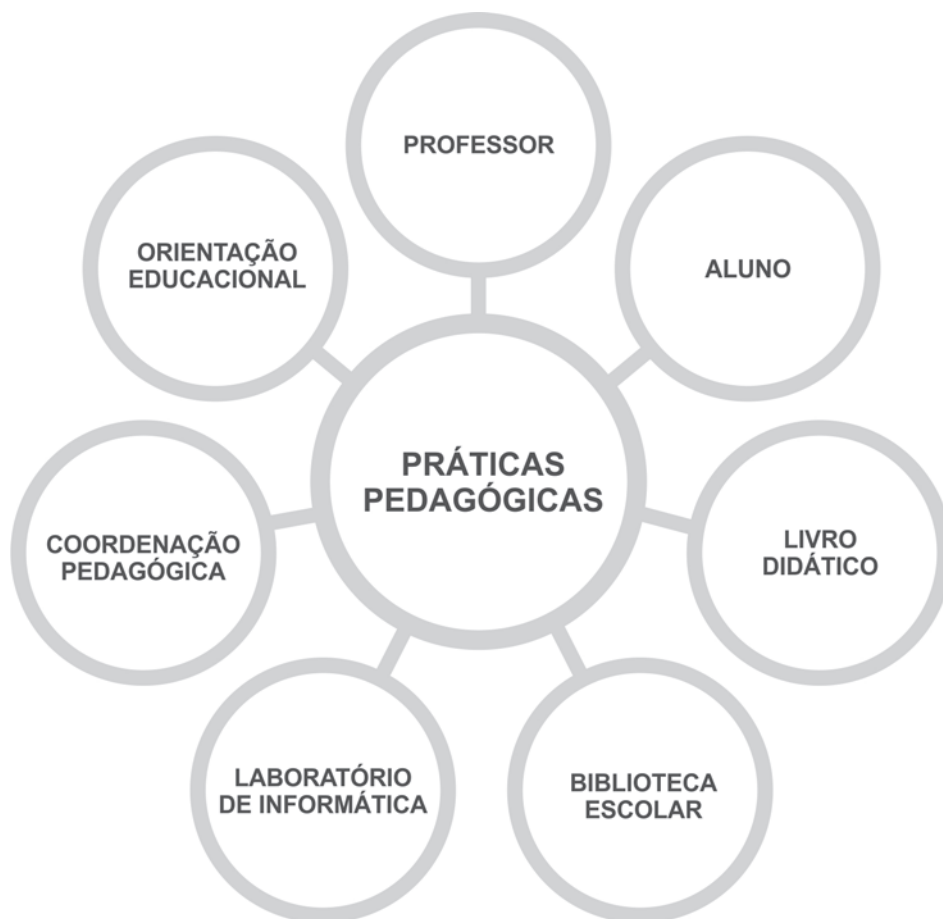 PROFESSOR
ORIENTAÇÃO
EDUCACIONAL
ALUNO
PRÁTICAS
PEDAGÓGICAS
COORDENAÇÃO
PEDAGÓGICA
LIVRO
DIDÁTICO
LABORATÓRIO
DE INFORMÁTICA
BIBLIOTECA
ESCOLAR